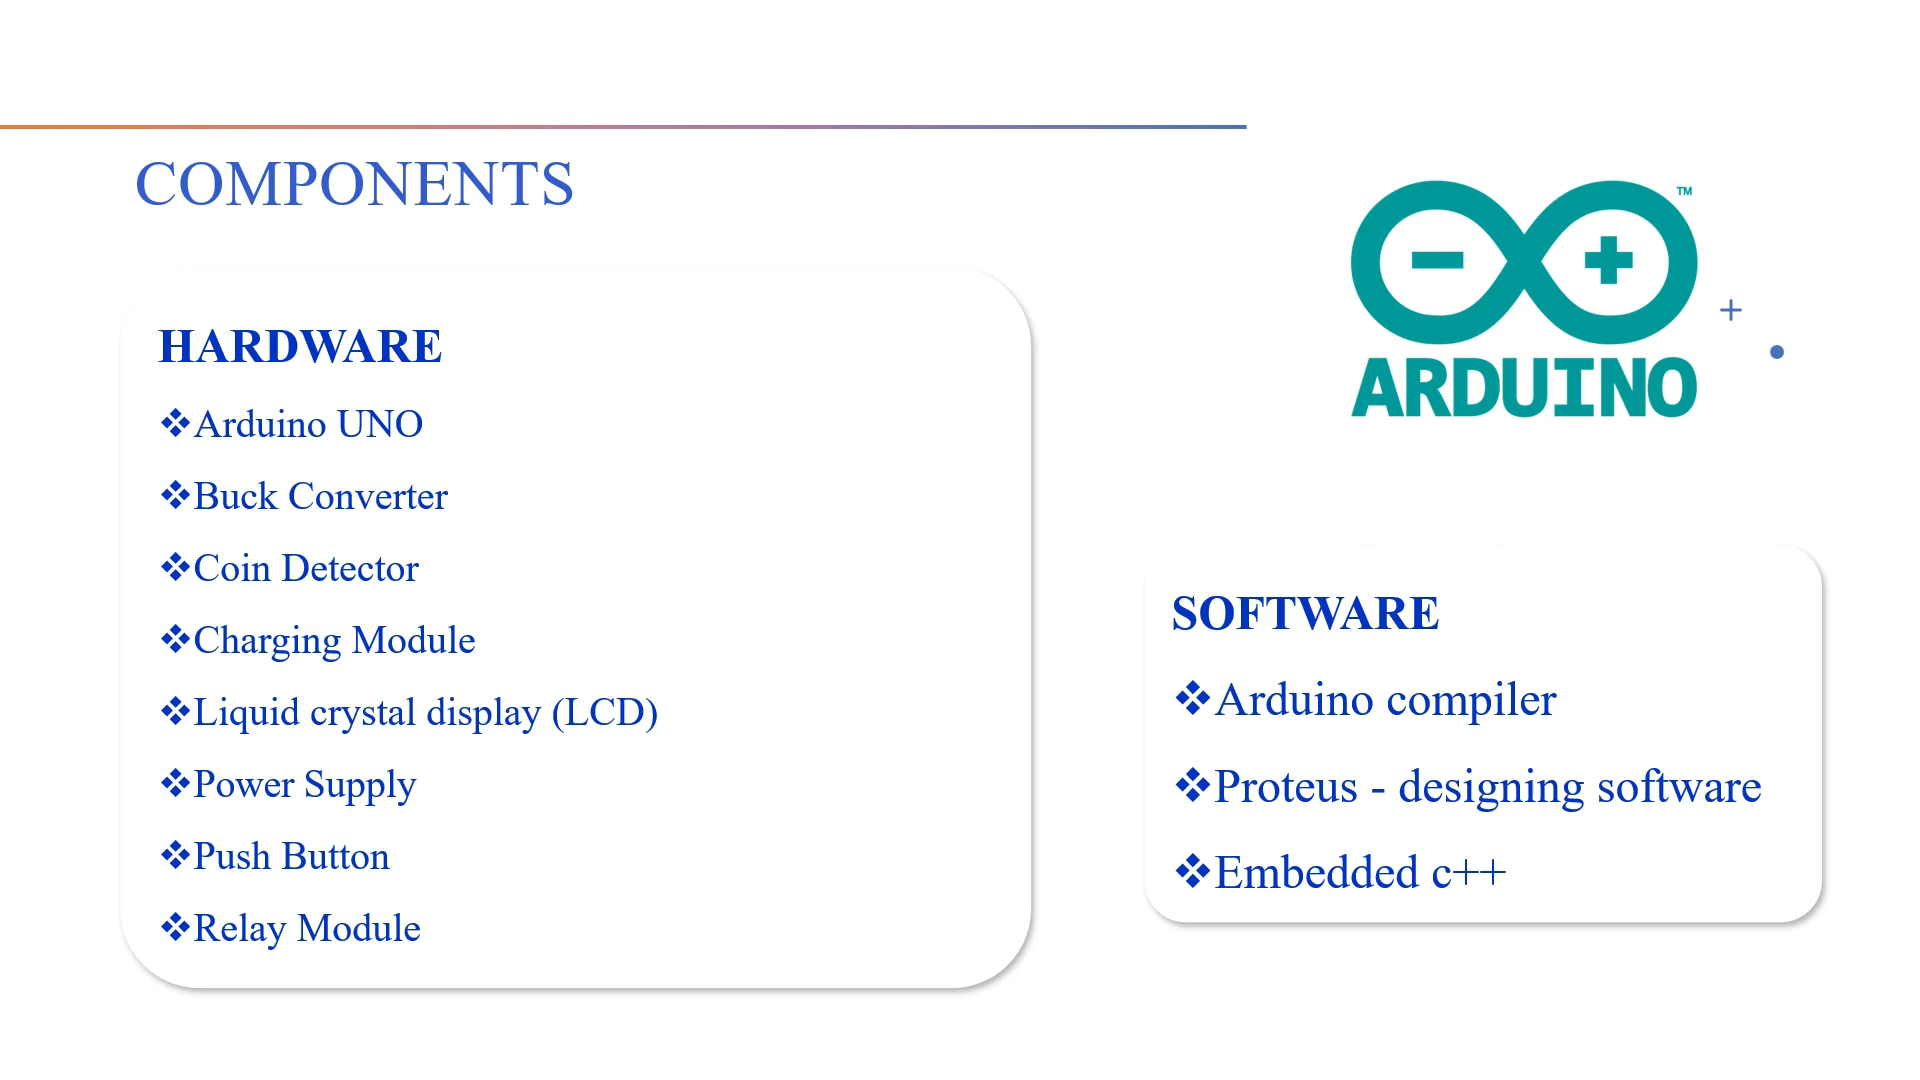 COMPONENTS
HARDWARE
❖Arduino UNO
❖Buck Converter
❖Coin Detector
❖Charging Module
❖Liquid crystal display (LCD)
❖Power Supply
❖Push Button
❖Relay Module
- +
TM
ARDUINO
SOFTWARE
❖Arduino compiler
❖Proteus - designing software
❖Embedded c++